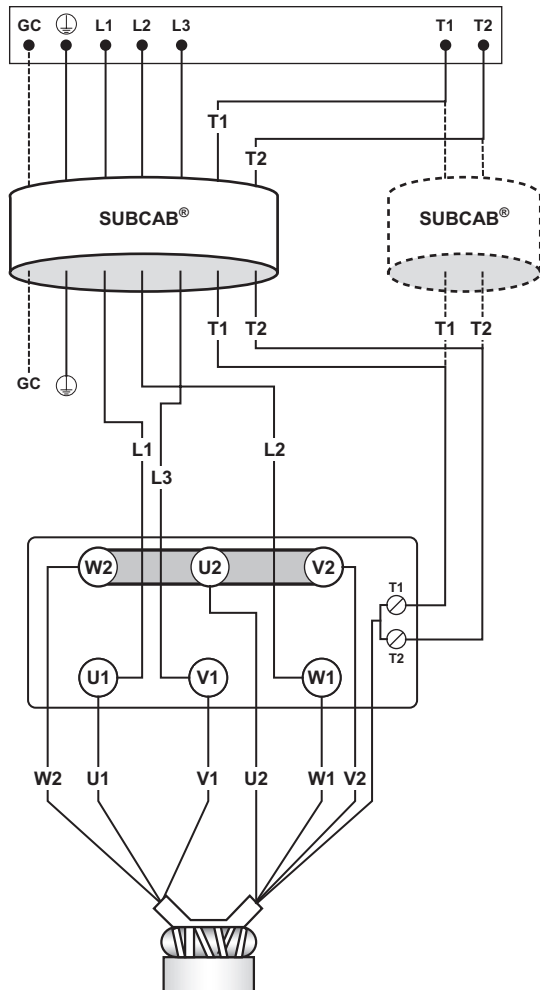 GC L1 L2 L3 T1 T2
T1
T2
SUBCAB® SUBCAB®
T1 T2 T1 T2
GC
L1 L2
L3
W2 U2 V2
T1
T2
U1 V1 W1
W2 U1 V1 U2 W1 V2